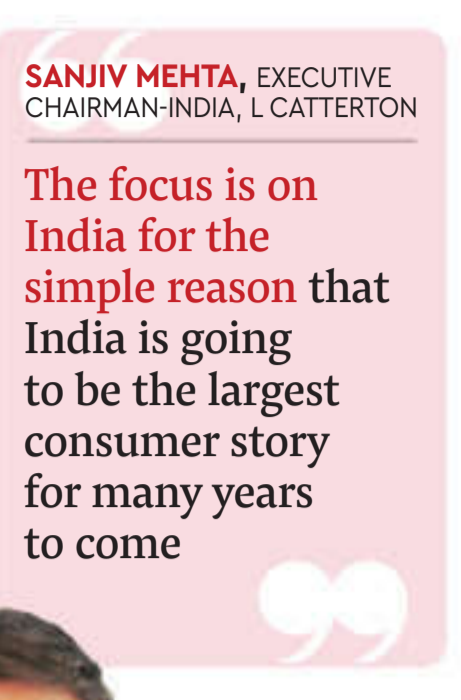 SANJIV MEHTA, EXECUTIVE
CHAIRMAN-INDIA, L CATTERTON
The focus is on
India for the
simple reason that
India is going
to be the largest
consumer story
for many years
to come